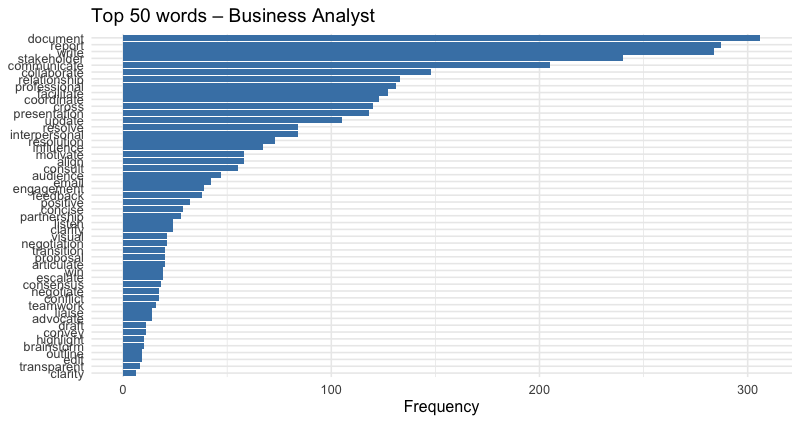 Top 50 words – Business Analyst
document
report
write
stakeholder
communicate
collaborate
relationship
professional
facilitate
coordinate
cross
presentation
update
resolve
interpersonal
resolution
influence
motivate
align
consult
audience
email
engagement
feedback
positive
concise
partnership
listen
clarify
visual
negotiation
transition
proposal
articulate
win
escalate
consensus
negotiate
conflict
teamwork
liaise
advocate
draft
convey
highlight
brainstorm
outline
edit
transparent
clarity
0 100 200 300
Frequency